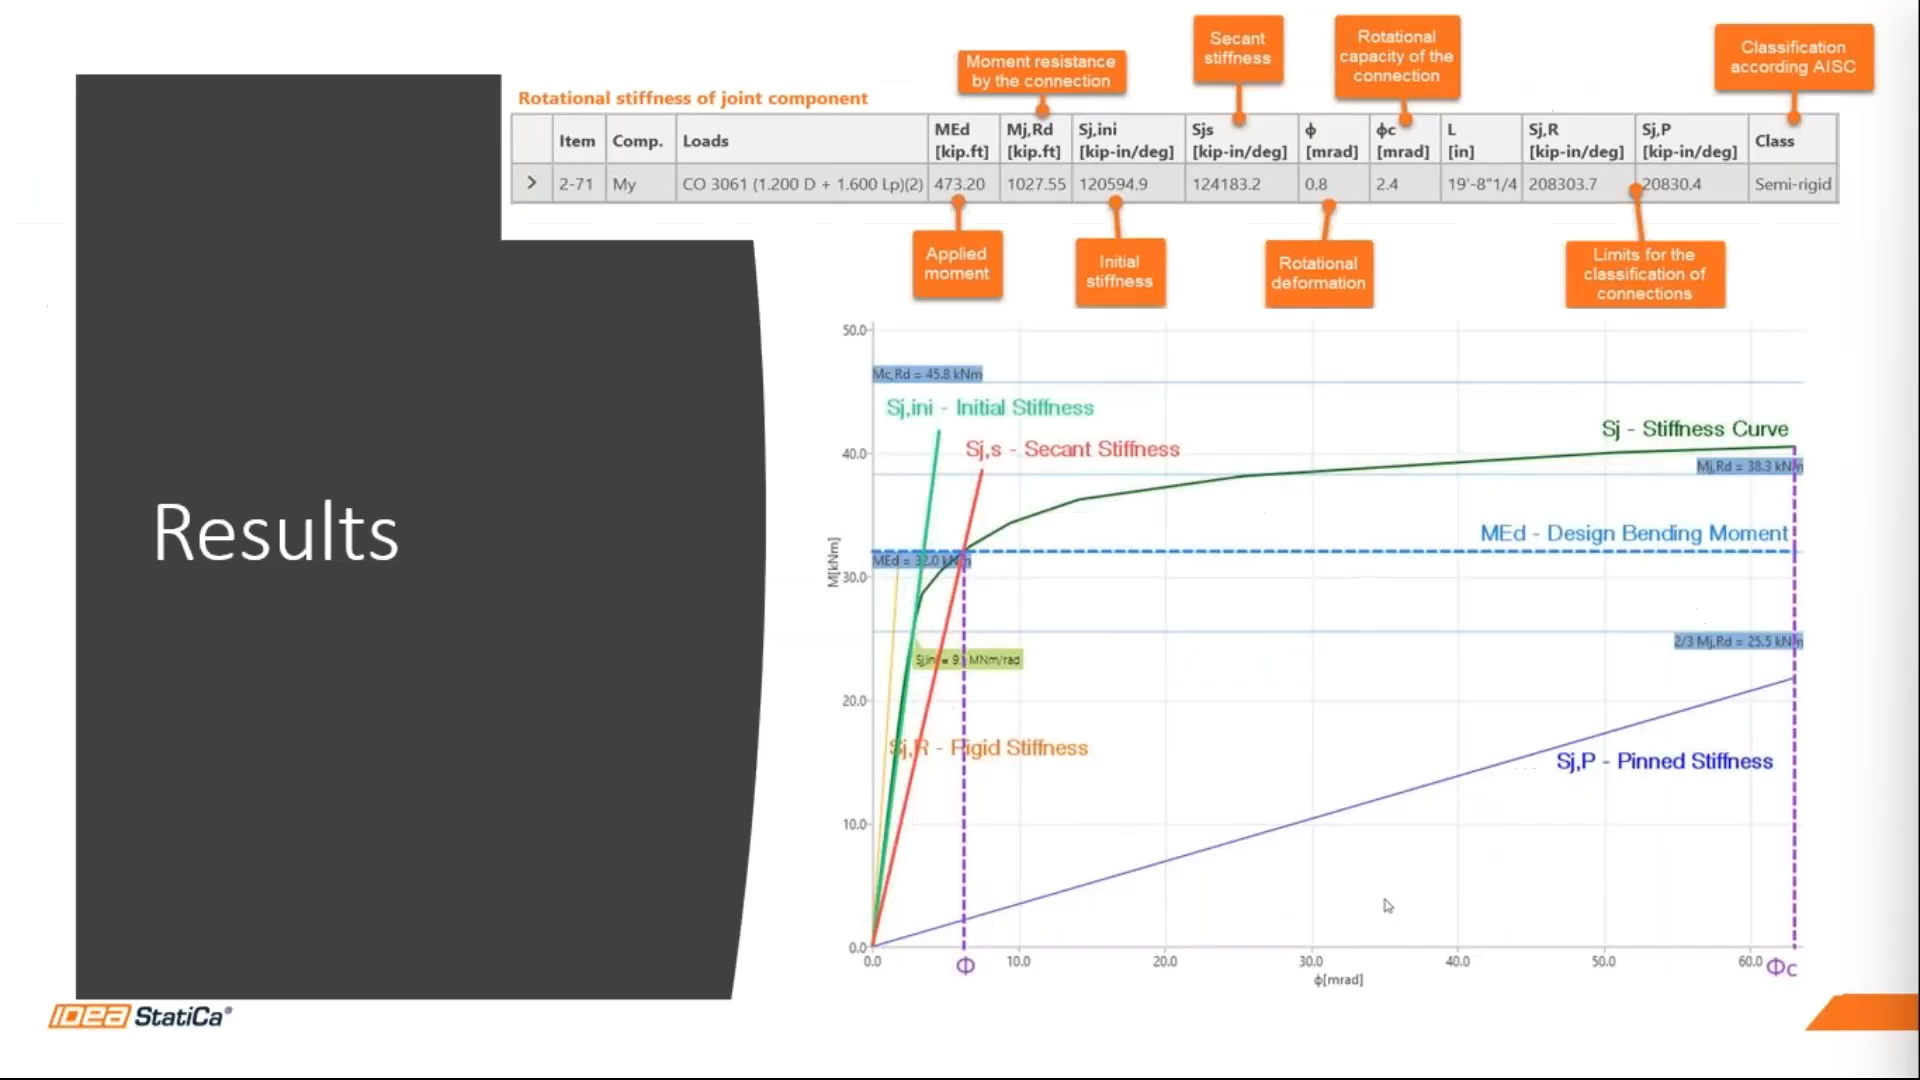 Secant
stiffness
Rotational
capacity of the
connection
Classification
according AISC
Moment resistance
by the connection
Rotational stiffness of joint component
Item Comp. Loads MEd [kip.ft] Mj,Rd [kip.ft] Sj,ini [kip-in/deg] Sjs [kip-in/deg] ϕ [mrad] ϕc [mrad] L [in] Sj,R [kip-in/deg] Sj,P [kip-in/deg] Class
> 2-71 My CO 3061 (1.200 D + 1.600 Lp)(2) 473.20 1027.55 120594.9 124183.2 0.8 2.4 19'-8"1/4 208303.7 20830.4 Semi-rigid
Applied
moment
Initial
stiffness
Rotational
deformation
Limits for the
classification of
connections
Results
50.0
Mc,Rd = 45.8 kNm
Sj,ini - Initial Stiffness
Sj,s - Secant Stiffness
Sj - Stiffness Curve
40.0
Mj,Rd = 38.3 kNm
MEd - Design Bending Moment
MEd = 32.0 kNm
M[kNm]
30.0
2/3 Mj,Rd = 25.5 kNm
MNm/rad
20.0
Sj,R - Rigid Stiffness
Sj,P - Pinned Stiffness
10.0
0.0
0.0 10.0 20.0 30.0 40.0 50.0 60.0
Φ
Φc
ϕ[mrad]
IDEA StatiCa®